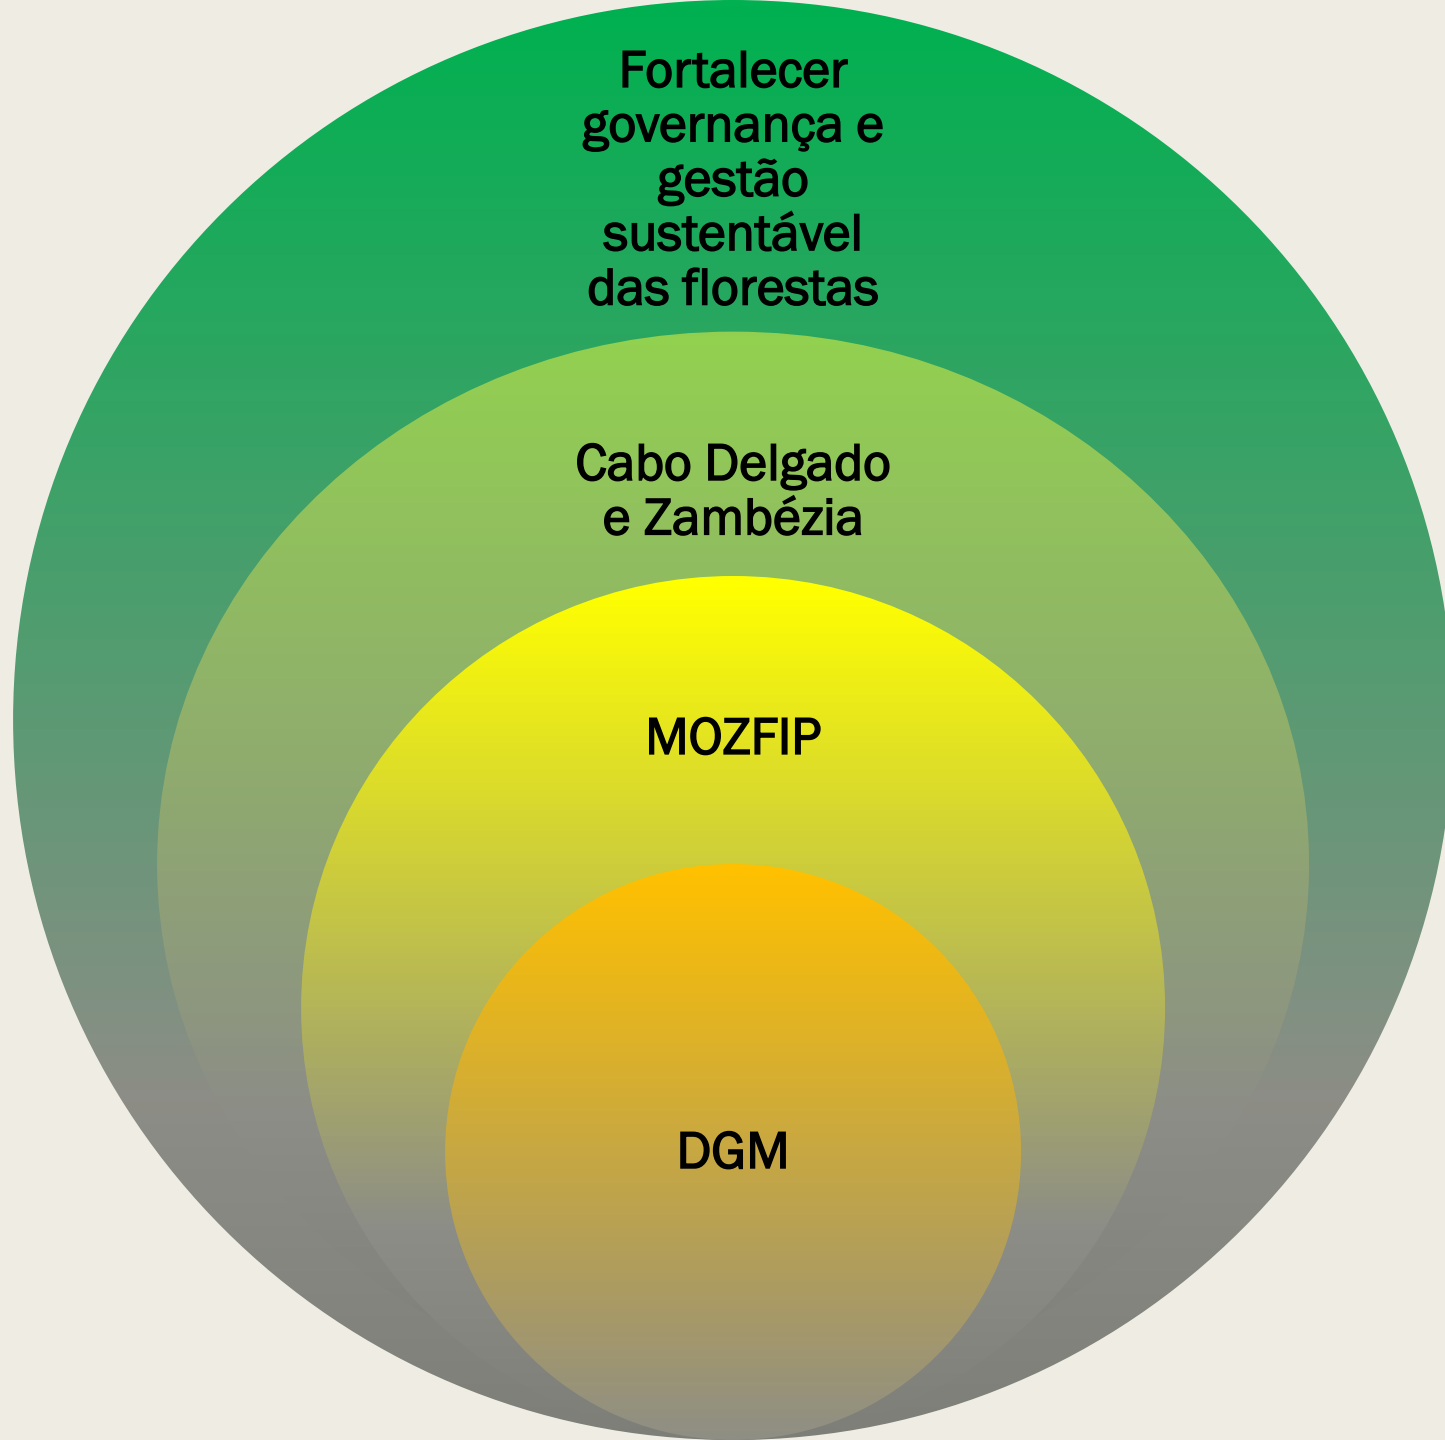 Fortalecer
governança e
gestão
sustentável
das florestas
Cabo Delgado
e Zambézia
MOZFIP
DGM